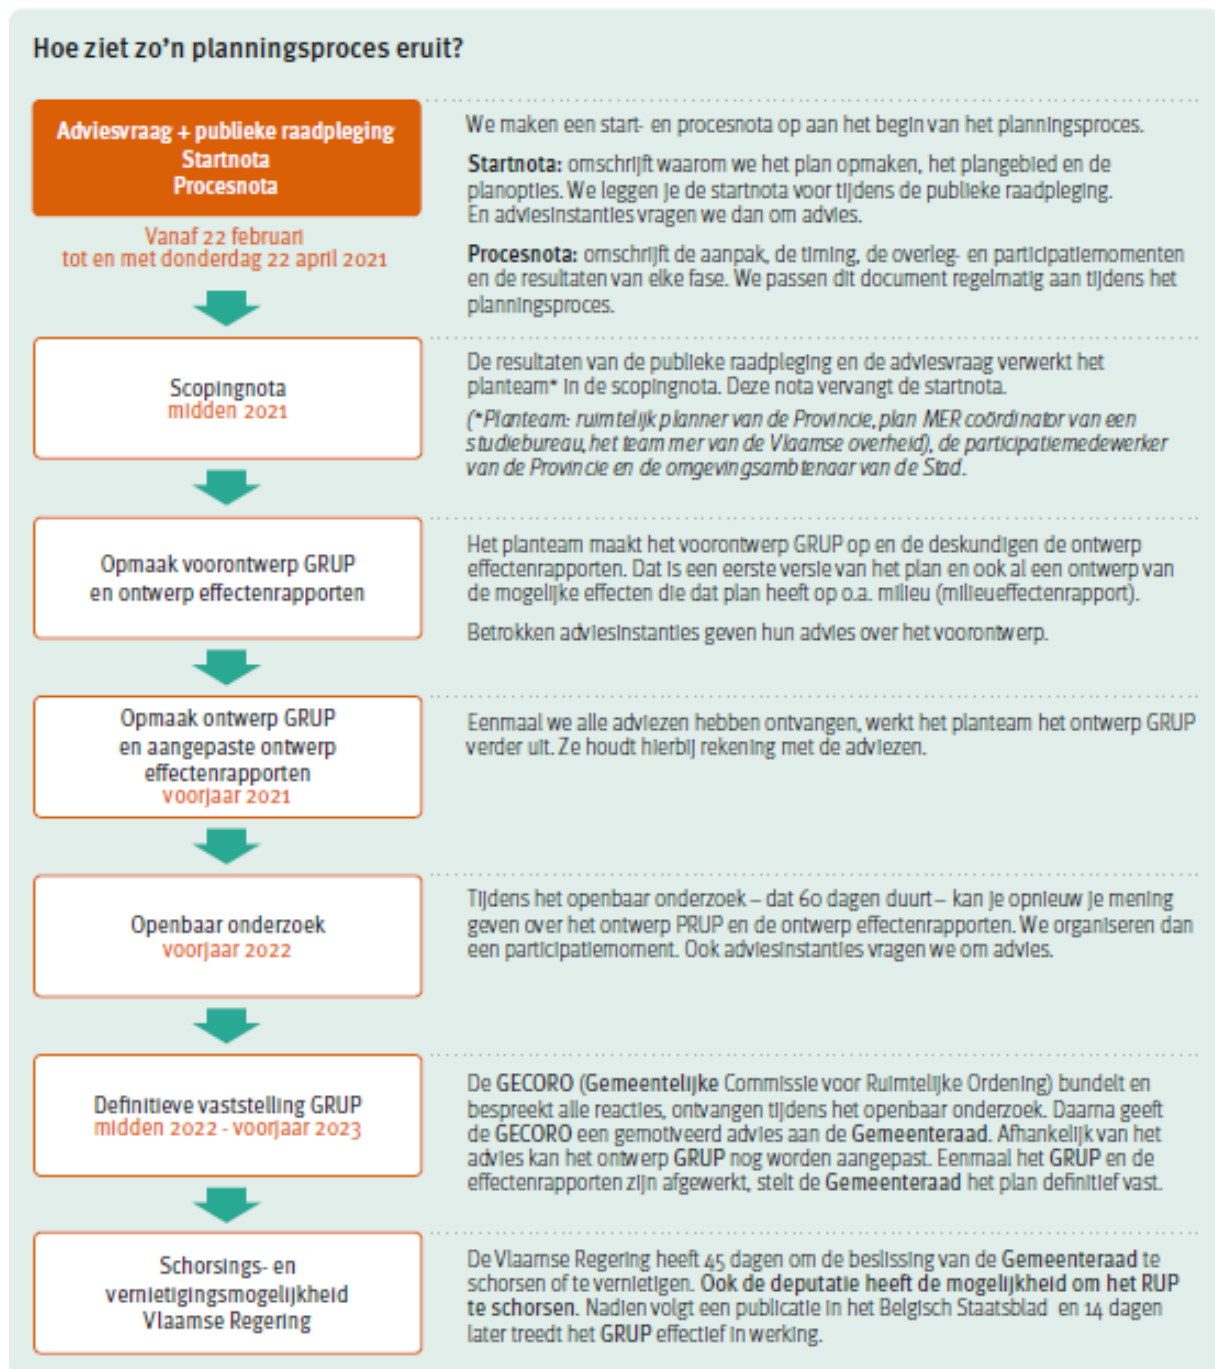 Hoe ziet zo'n planningsproces eruit?
Adviesvraag + publieke raadpleging
Startnota
Procesnota
Vanaf 22 februari
tot en met donderdag 22 april 2021
We maken een start- en procesnota op aan het begin van het planningsproces.
Startnota: omschrijft waarom we het plan opmaken, het plangebied en de
planopties. We leggen je de startnota voor tijdens de publieke raadpleging.
En adviesinstanties vragen we dan om advies.
Procesnota: omschrijft de aanpak, de timing, de overleg- en participatiemomenten
en de resultaten van elke fase. We passen dit document regelmatig aan tijdens het
planningsproces.
Scopingnota
midden 2021
De resultaten van de publieke raadpleging en de adviesvraag verwerkt het
planteam* in de scopingnota. Deze nota vervangt de startnota.
(*Planteam: ruimtelijk planner van de Provincie, plan MER coördinator van een
studiebureau, het team mer van de Vlaamse overheid), de participatiemedewerker
van de Provincie en de omgevingsambtenaar van de Stad.
Opmaak voorontwerp GRUP
en ontwerp effectenrapporten
Het planteam maakt het voorontwerp GRUP op en de deskundigen de ontwerp
effectenrapporten. Dat is een eerste versie van het plan en ook al een ontwerp van
de mogelijke effecten die dat plan heeft op o.a. milieu (milieueffectenrapport).
Betrokken adviesinstanties geven hun advies over het voorontwerp.
Opmaak ontwerp GRUP
en aangepaste ontwerp
effectenrapporten
voorjaar 2021
Eenmaal we alle adviezen hebben ontvangen, werkt het planteam het ontwerp GRUP
verder uit. Ze houdt hierbij rekening met de adviezen.
Openbaar onderzoek
voorjaar 2022
Tijdens het openbaar onderzoek – dat 60 dagen duurt – kan je opnieuw je mening
geven over het ontwerp PRUP en de ontwerp effectenrapporten. We organiseren dan
een participatiemoment. Ook adviesinstanties vragen we om advies.
Definitieve vaststelling GRUP
midden 2022 - voorjaar 2023
De GECORO (Gemeentelijke Commissie voor Ruimtelijke Ordening) bundelt en
bespreekt alle reacties, ontvangen tijdens het openbaar onderzoek. Daarna geeft
de GECORO een gemotiveerd advies aan de Gemeenteraad. Afhankelijk van het
advies kan het ontwerp GRUP nog worden aangepast. Eenmaal het GRUP en de
effectenrapporten zijn afgewerkt, stelt de Gemeenteraad het plan definitief vast.
Schorsings- en
vernietigingsmogelijkheid
Vlaamse Regering
De Vlaamse Regering heeft 45 dagen om de beslissing van de Gemeenteraad te
schorsen of te vernietigen. Ook de deputatie heeft de mogelijkheid om het RUP
te schorsen. Nadien volgt een publicatie in het Belgisch Staatsblad en 14 dagen
later treedt het GRUP effectief in werking.